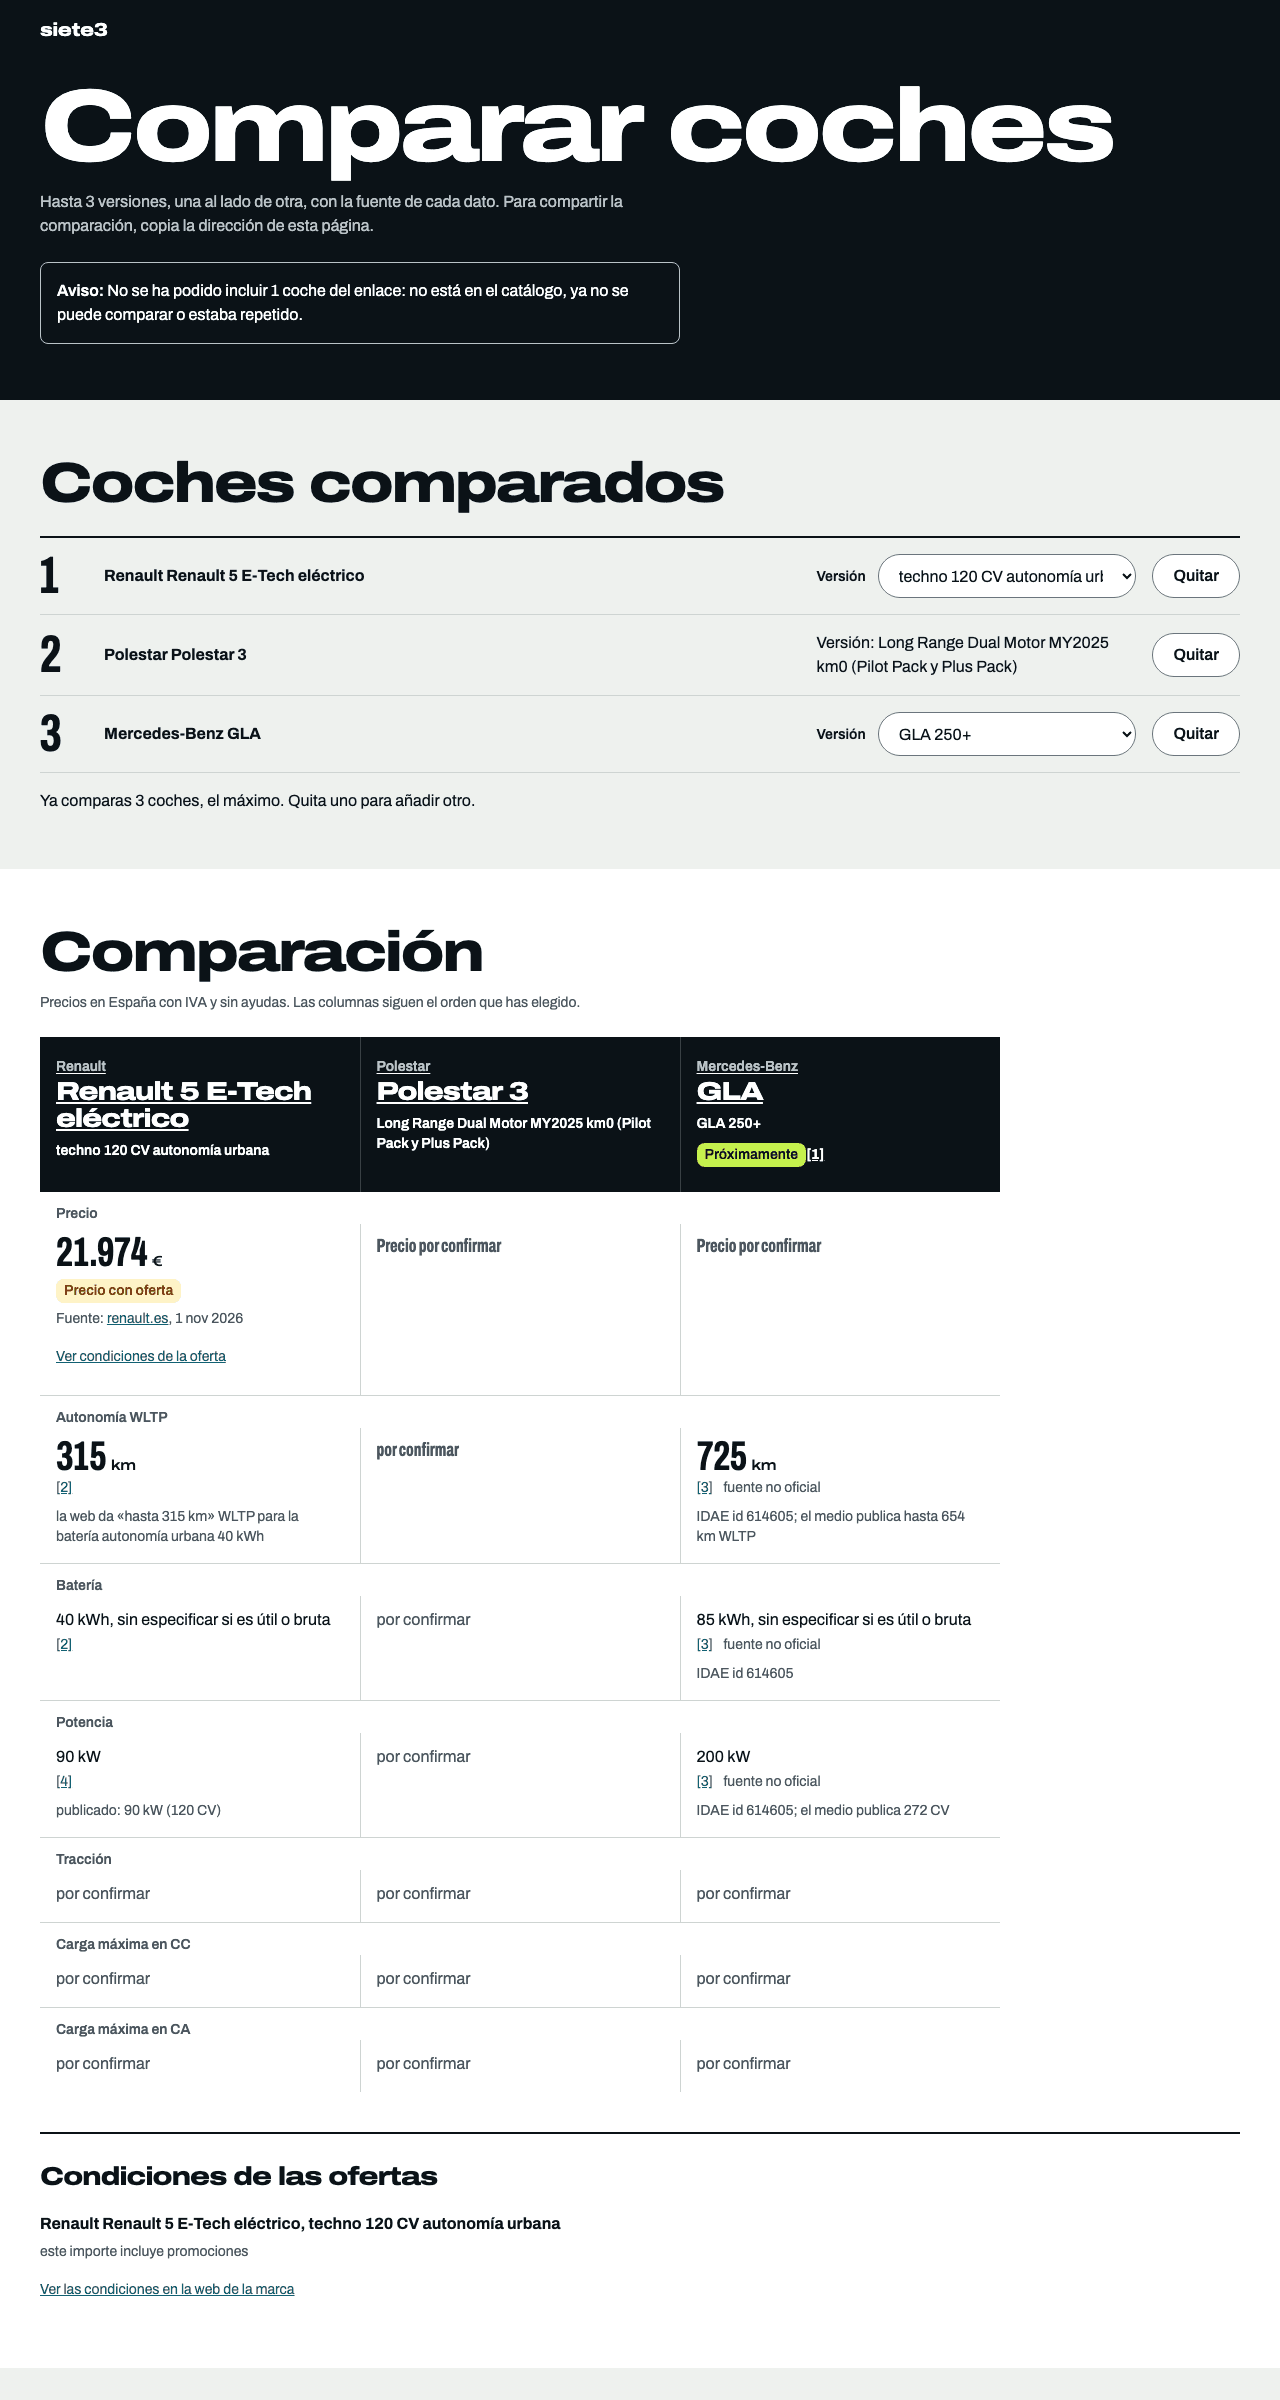 siete3
Comparar coches
Hasta 3 versiones, una al lado de otra, con la fuente de cada dato. Para compartir la
comparación, copia la dirección de esta página.
Aviso: No se ha podido incluir 1 coche del enlace: no está en el catálogo, ya no se
puede comparar o estaba repetido.
Coches comparados
1 Renault Renault 5 E-Tech eléctrico Versión techno 120 CV autonomía Quitar
2 Polestar Polestar 3 Versión: Long Range Dual Motor MY2025
km0 (Pilot Pack y Plus Pack) Quitar
3 Mercedes-Benz GLA Versión GLA 250+ Quitar
Ya comparas 3 coches, el máximo. Quita uno para añadir otro.
Comparación
Precios en España con IVA y sin ayudas. Las columnas siguen el orden que has elegido.
Renault
Renault 5 E-Tech
eléctrico
techno 120 CV autonomía urbana
Polestar
Polestar 3
Long Range Dual Motor MY2025 km0 (Pilot
Pack y Plus Pack)
Mercedes-Benz
GLA
GLA 250+
Próximamente [1]
Precio
21.974 €
Precio con oferta
Fuente: renault.es, 1 nov 2026
Ver condiciones de la oferta
Precio por confirmar
Precio por confirmar
Autonomía WLTP
315 km
[2]
la web da «hasta 315 km» WLTP para la
batería autonomía urbana 40 kWh
por confirmar
725 km
[3] fuente no oficial
IDAE id 614605; el medio publica hasta 654
km WLTP
Batería
40 kWh, sin especificar si es útil o bruta
[2]
por confirmar
85 kWh, sin especificar si es útil o bruta
[3] fuente no oficial
IDAE id 614605
Potencia
90 kW
[4]
publicado: 90 kW (120 CV)
por confirmar
200 kW
[3] fuente no oficial
IDAE id 614605; el medio publica 272 CV
Tracción
por confirmar
por confirmar
por confirmar
Carga máxima en CC
por confirmar
por confirmar
por confirmar
Carga máxima en CA
por confirmar
por confirmar
por confirmar
Condiciones de las ofertas
Renault Renault 5 E-Tech eléctrico, techno 120 CV autonomía urbana
este importe incluye promociones
Ver las condiciones en la web de la marca